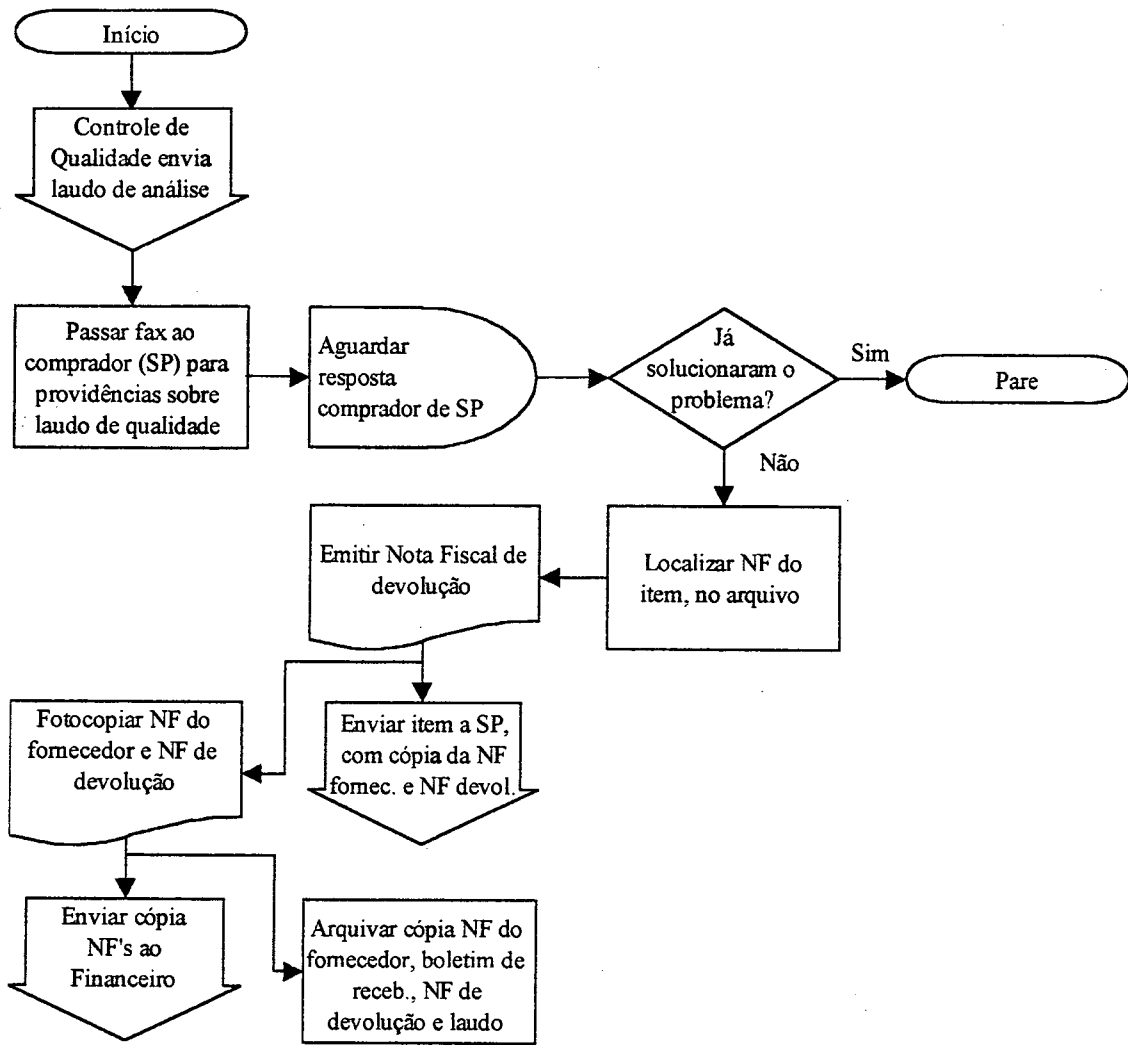 Início
Controle de
Qualidade envia
laudo de análise
Passar fax ao
comprador (SP) para
providências sobre
laudo de qualidade
Aguardar
resposta
comprador de SP
Já
solucionaram o
problema?
Sim
Pare
Não
Localizar NF do
item, no arquivo
Emitir Nota Fiscal de
devolução
Enviar item a SP,
com cópia da NF
fornec. e NF devol.
Fotocopiar NF do
fornecedor e NF de
devolução
Enviar cópia
NF's ao
Financeiro
Arquivar cópia NF do
fornecedor, boletim de
receb., NF de
devolução e laudo